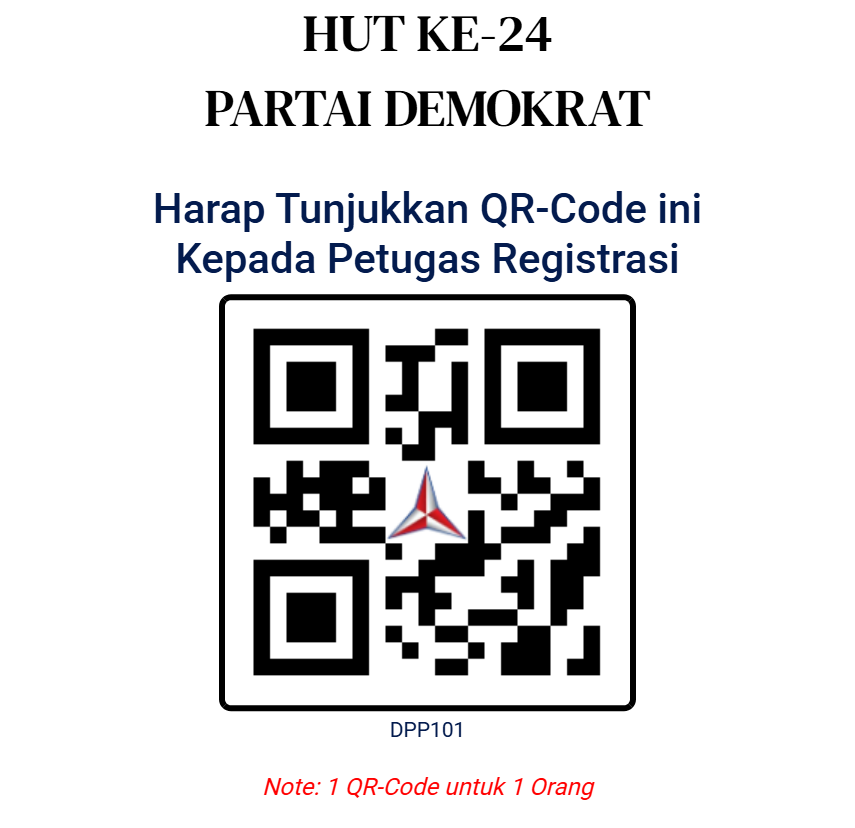 HUT KE-24
PARTAI DEMOKRAT
Harap Tunjukkan QR-Code ini
Kepada Petugas Registrasi
DPP101
Note: 1 QR-Code untuk 1 Orang